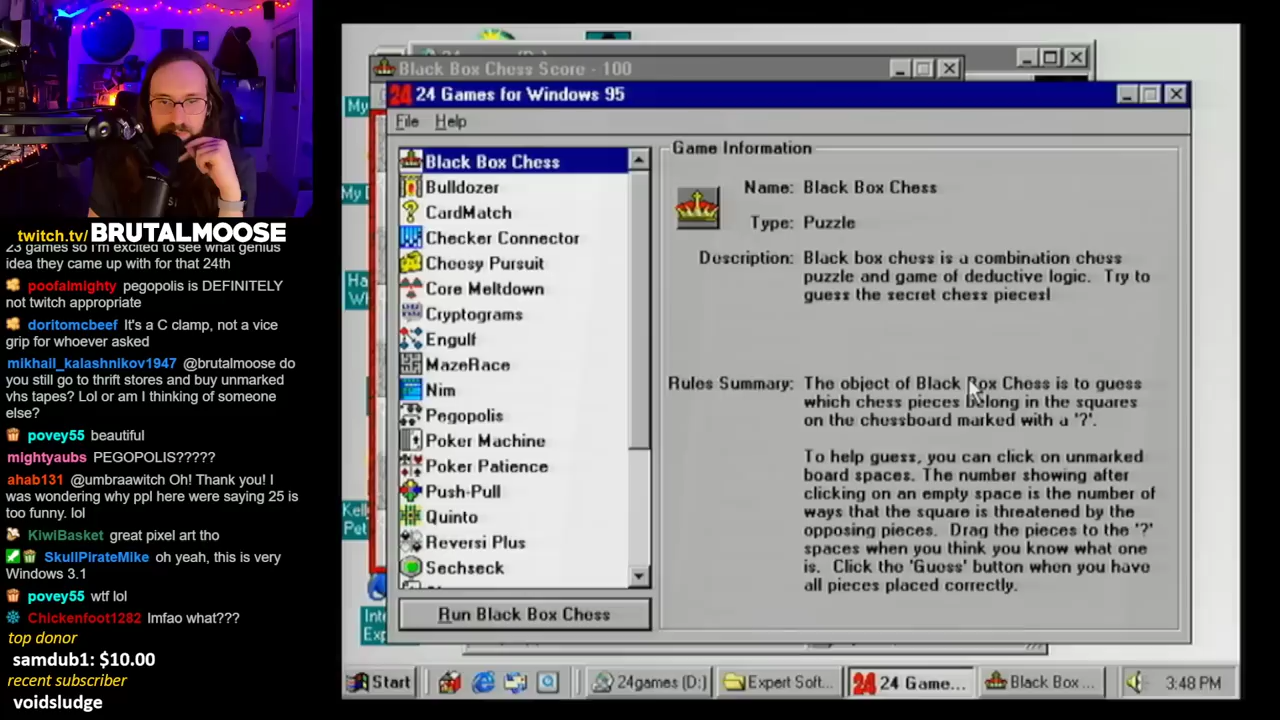 twitch.tv/BRUTALMOOSE
23 games so I'm excited to see what genius
idea they came up with for that 24th
poofalmighty pegopolis is DEFINITELY
not twitch appropriate
doritomcbeef It's a C clamp, not a vice
grip for whoever asked
mikhail_kalashnikov1947 @brutalmoose do
you still go to thrift stores and buy unmarked
vhs tapes? Lol or am I thinking of someone
else?
povey55 beautiful
mightyaubs PEGOPOLIS?????
ahab131 @umbraawitch Oh! Thank you! I
was wondering why ppl here were saying 25 is
too funny. lol
KiwiBasket great pixel art tho
SkullPirateMike oh yeah, this is very
Windows 3.1
povey55 wtf lol
Chickenfoot1282 lmfao what???
top donor
samdub1: $10.00
recent subscriber
voidsludge
Black Box Chess Score - 100
24 Games for Windows 95
File Help
Black Box Chess
Bulldozer
CardMatch
Checker Connector
Cheesy Pursuit
Core Meltdown
Cryptograms
Engulf
MazeRace
Nim
Pegopolis
Poker Machine
Poker Patience
Push-Pull
Quinto
Reversi Plus
Sechseck
Run Black Box Chess
Game Information
Name: Black Box Chess
Type: Puzzle
Description: Black box chess is a combination chess
puzzle and game of deductive logic. Try to
guess the secret chess pieces!
Rules Summary: The object of Black Box Chess is to guess
which chess pieces belong in the squares
on the chessboard marked with a '?'.
To help guess, you can click on unmarked
board spaces. The number showing after
clicking on an empty space is the number of
ways that the square is threatened by the
opposing pieces. Drag the pieces to the '?'
spaces when you think you know what one
is. Click the 'Guess' button when you have
all pieces placed correctly.
Start
24games (D:)
Expert Soft...
24 Game...
Black Box ...
3:48 PM